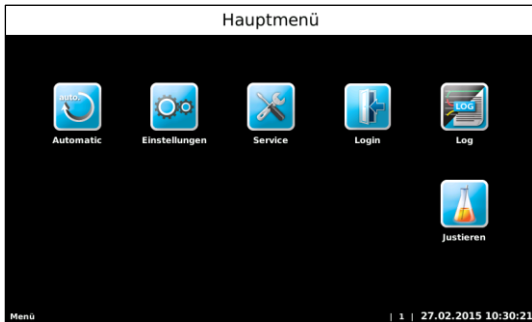 Hauptmenü
auto.
LOG
Automatic Einstellungen Service Login Log
Justieren
Menü | 1 | 27.02.2015 10:30:21